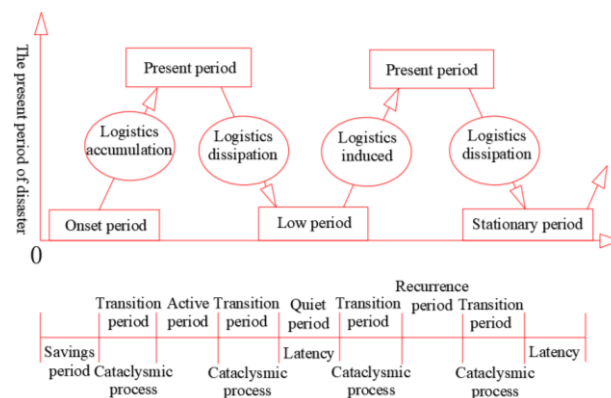 The present period of disaster
Present period
Present period
Logistics
accumulation
Logistics
dissipation
Logistics
induced
Logistics
dissipation
Onset period
Low period
Stationary period
0
Transition
period
Active
period
Transition
period
Quiet
period
Transition
period
Recurrence
period
Transition
period
Savings
period
Cataclysmic
process
Cataclysmic
process
Latency
Cataclysmic
process
Cataclysmic
process
Latency